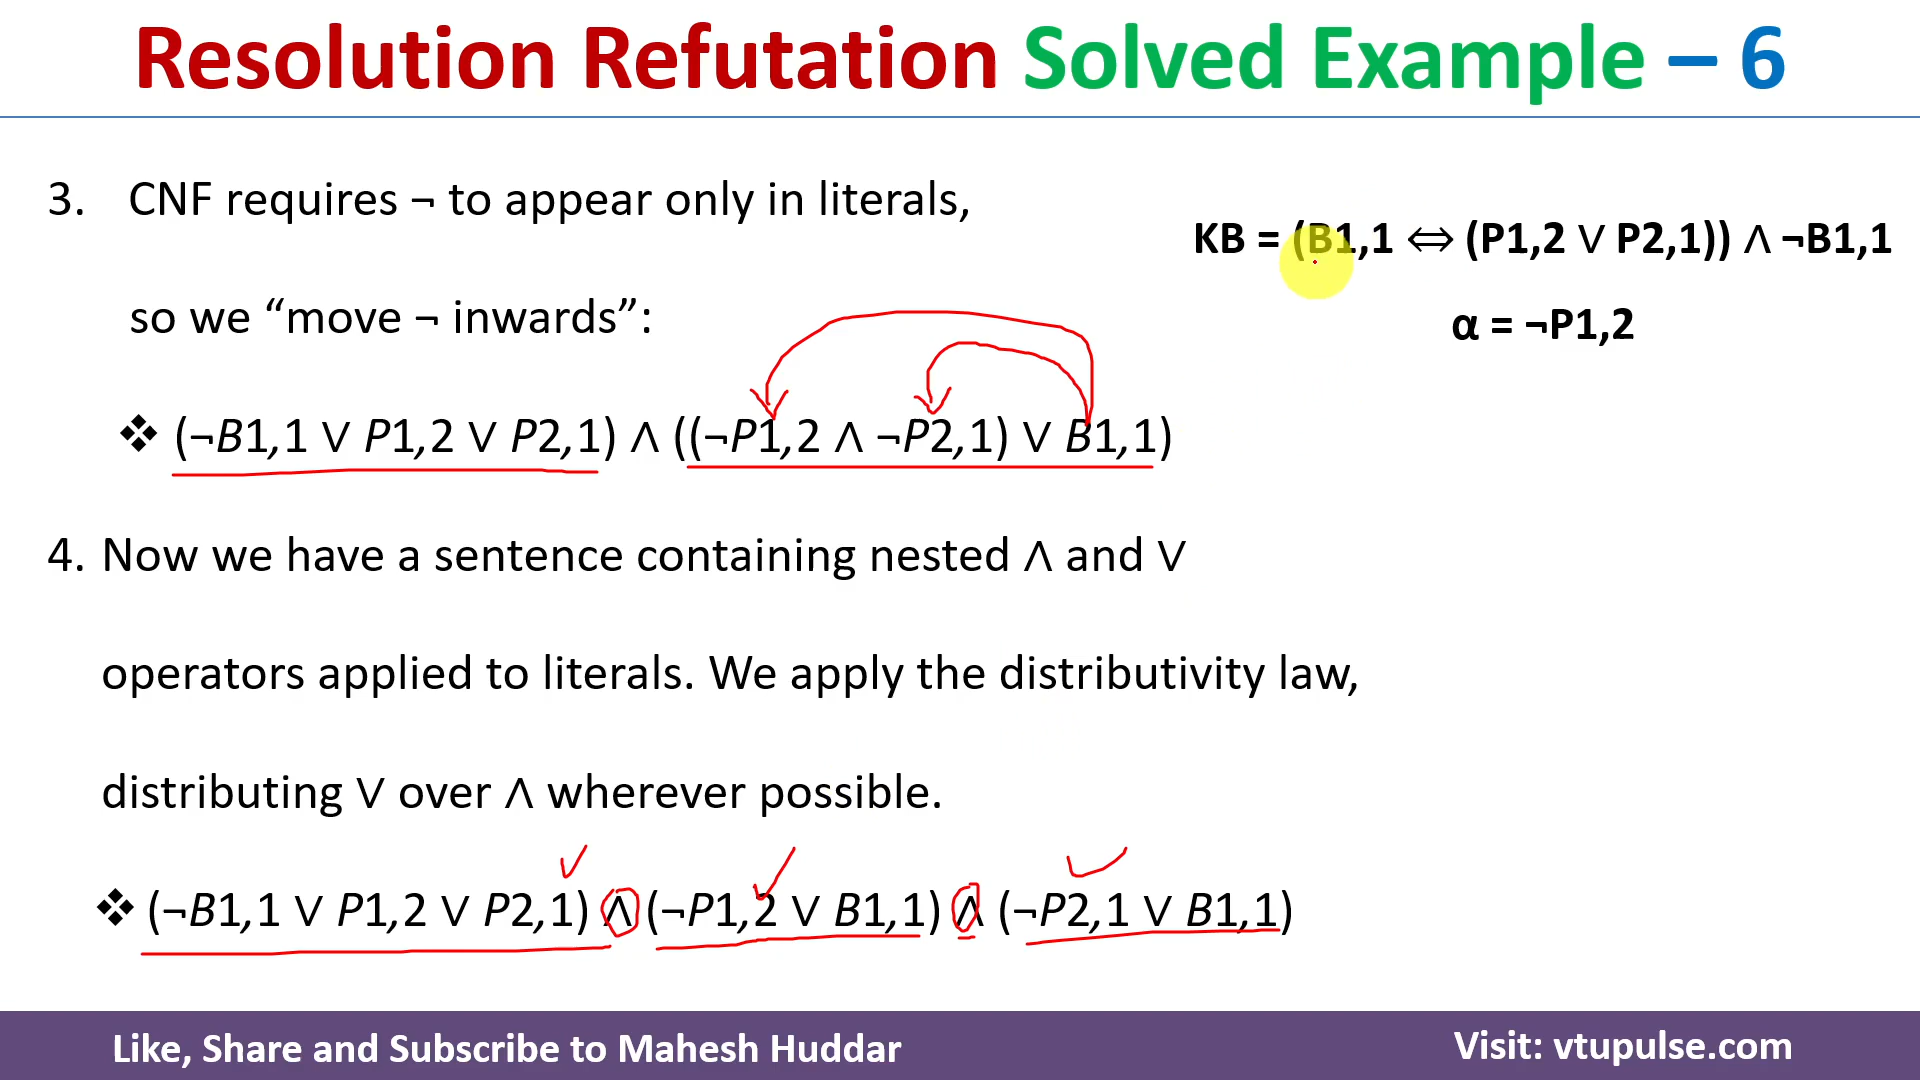 Resolution Refutation Solved Example – 6
3. CNF requires ¬ to appear only in literals,
so we “move ¬ inwards”:
KB = (B1,1 ⇔ (P1,2 ∨ P2,1)) ∧ ¬B1,1
α = ¬P1,2
❖ (¬B1,1 ∨ P1,2 ∨ P2,1) ∧ ((¬P1,2 ∧ ¬P2,1) ∨ B1,1)
4. Now we have a sentence containing nested ∧ and ∨
operators applied to literals. We apply the distributivity law,
distributing ∨ over ∧ wherever possible.
❖ (¬B1,1 ∨ P1,2 ∨ P2,1) ∧ (¬P1,2 ∨ B1,1) ∧ (¬P2,1 ∨ B1,1)
Like, Share and Subscribe to Mahesh Huddar
Visit: vtupulse.com